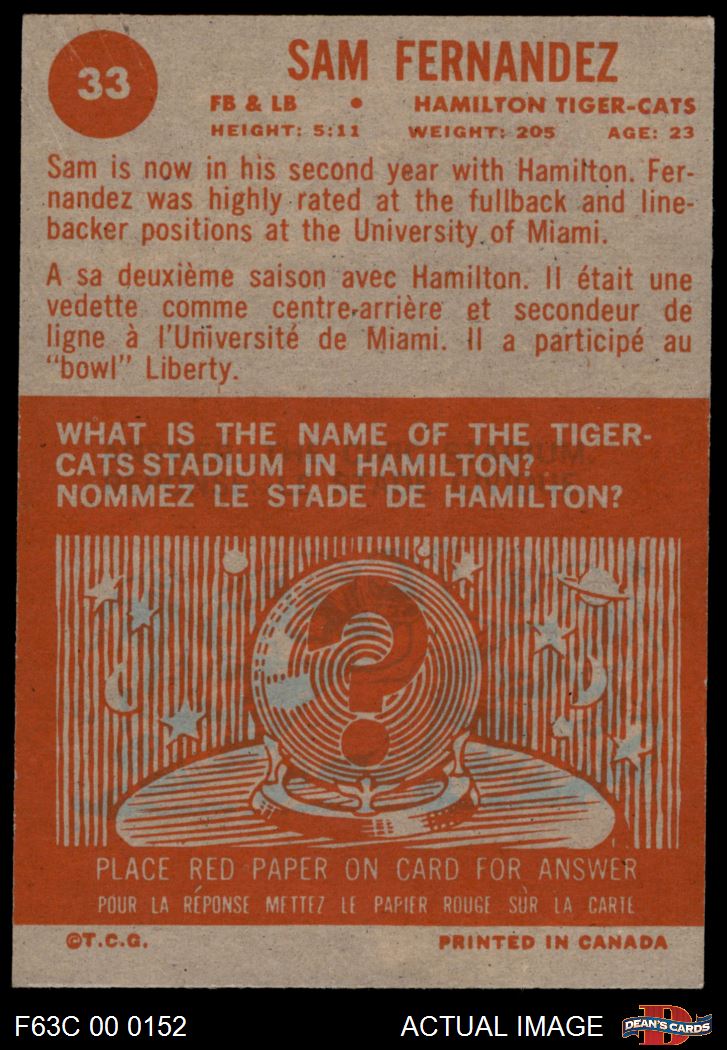 33
SAM FERNANDEZ
FB & LB • HAMILTON TIGER-CATS
HEIGHT: 5:11 WEIGHT: 205 AGE: 23
Sam is now in his second year with Hamilton. Fer-
nandez was highly rated at the fullback and line-
backer positions at the University of Miami.
A sa deuxième saison avec Hamilton. Il était une
vedette comme centre-arrière et secondeur de
ligne à l'Université de Miami. Il a participé au
"bowl" Liberty.
WHAT IS THE NAME OF THE TIGER-
CATS STADIUM IN HAMILTON?
NOMMEZ LE STADE DE HAMILTON?
?
PLACE RED PAPER ON CARD FOR ANSWER
POUR LA RÉPONSE METTEZ LE PAPIER ROUGE SUR LA CARTE
©T.C.G. PRINTED IN CANADA
F63C 00 0152 ACTUAL IMAGE D DEAN'S CARDS